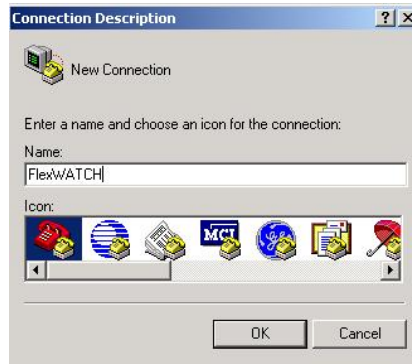 Connection Description
New Connection
Enter a name and choose an icon for the connection:
Name:
FlexWATCH
Icon:
MCI
OK Cancel